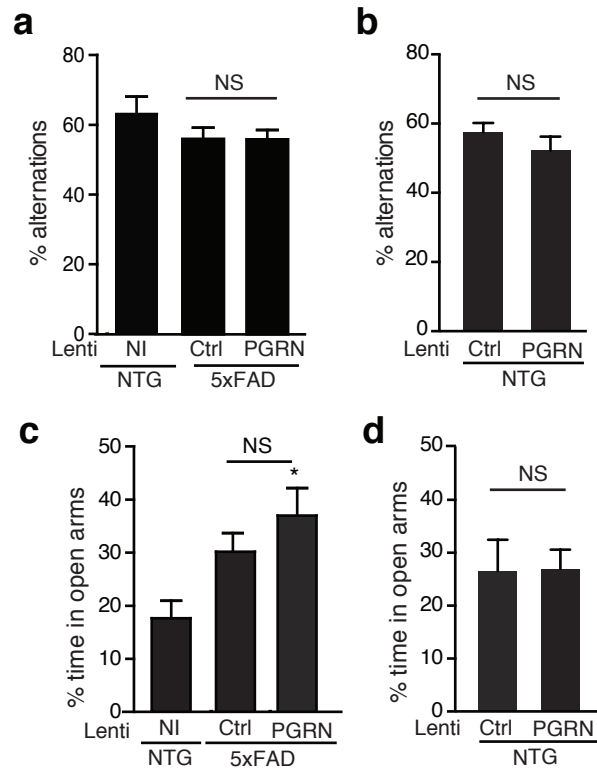 a
NS
80
60
40
20
0
% alternations
Lenti NI Ctrl PGRN
NTG 5xFAD
b
NS
80
60
40
20
0
% alternations
Lenti Ctrl PGRN
NTG
c
NS
*
50
40
30
20
10
0
% time in open arms
Lenti NI Ctrl PGRN
NTG 5xFAD
d
NS
50
40
30
20
10
0
% time in open arms
Lenti Ctrl PGRN
NTG